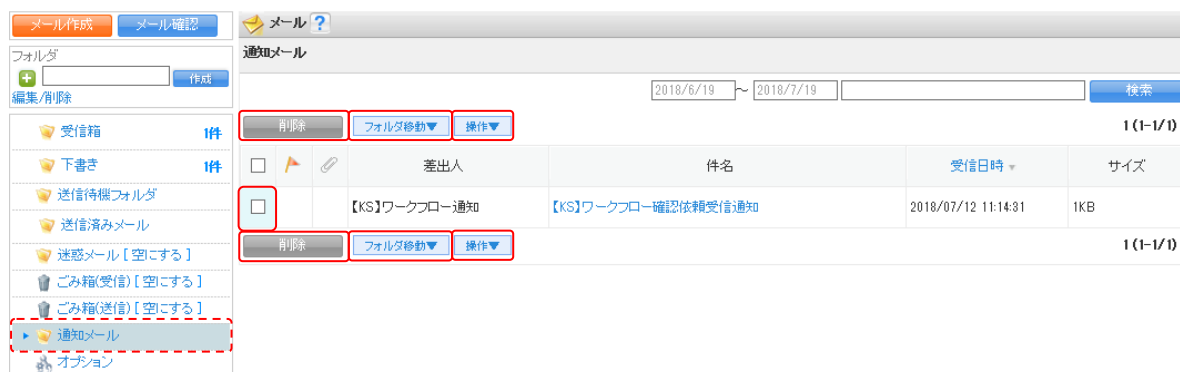 メール作成 メール確認
フォルダ
作成
編集/削除
受信箱 1件
下書き 1件
送信待機フォルダ
送信済みメール
迷惑メール [ 空にする ]
ごみ箱(受信) [ 空にする ]
ごみ箱(送信) [ 空にする ]
通知メール
オプション
メール ?
通知メール
2018/6/19 ～ 2018/7/19 検索
削除 フォルダ移動▼ 操作▼ 1 (1-1/1)
差出人 件名 受信日時 サイズ
【KS】ワークフロー通知 【KS】ワークフロー確認依頼受信通知 2018/07/12 11:14:31 1KB
削除 フォルダ移動▼ 操作▼ 1 (1-1/1)